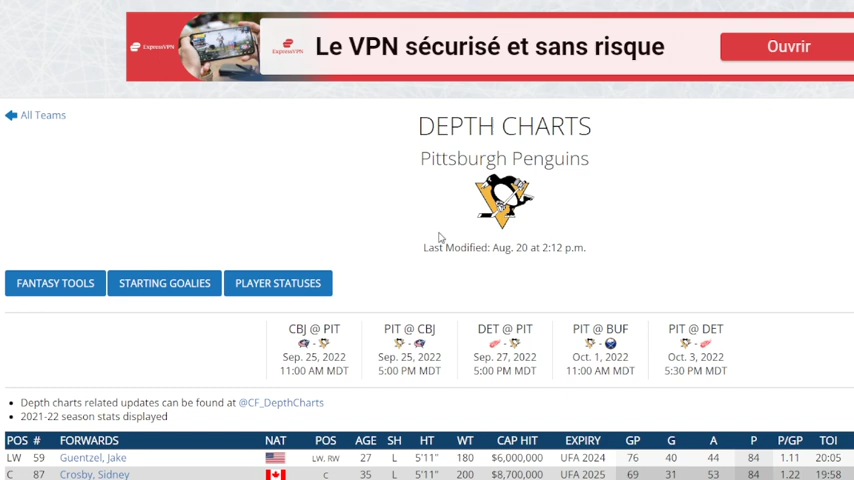 ExpressVPN
ExpressVPN
Le VPN sécurisé et sans risque
Ouvrir
All Teams
DEPTH CHARTS
Pittsburgh Penguins
Last Modified: Aug. 20 at 2:12 p.m.
FANTASY TOOLS STARTING GOALIES PLAYER STATUSES
CBJ @ PIT PIT @ CBJ DET @ PIT PIT @ BUF PIT @ DET
- - - - -
Sep. 25, 2022 Sep. 25, 2022 Sep. 27, 2022 Oct. 1, 2022 Oct. 3, 2022
11:00 AM MDT 5:00 PM MDT 5:00 PM MDT 11:00 AM MDT 5:30 PM MDT
• Depth charts related updates can be found at @CF_DepthCharts
• 2021-22 season stats displayed
POS # FORWARDS NAT POS AGE SH HT WT CAP HIT EXPIRY GP G A P P/GP TOI
LW 59 Guentzel, Jake LW, RW 27 L 5'11" 180 $6,000,000 UFA 2024 76 40 44 84 1.11 20:05
C 87 Crosby, Sidney C 35 L 5'11" 200 $8,700,000 UFA 2025 69 31 53 84 1.22 19:58